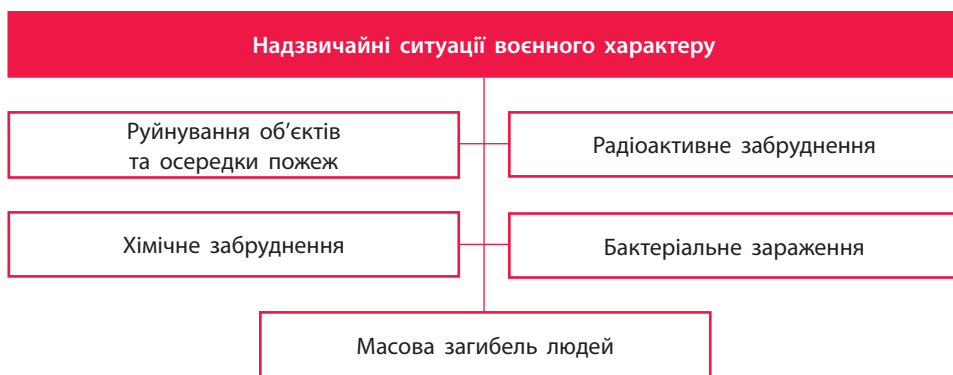 Надзвичайні ситуації воєнного характеру
Руйнування об’єктів
та осередки пожеж
Радіоактивне забруднення
Хімічне забруднення
Бактеріальне зараження
Масова загибель людей